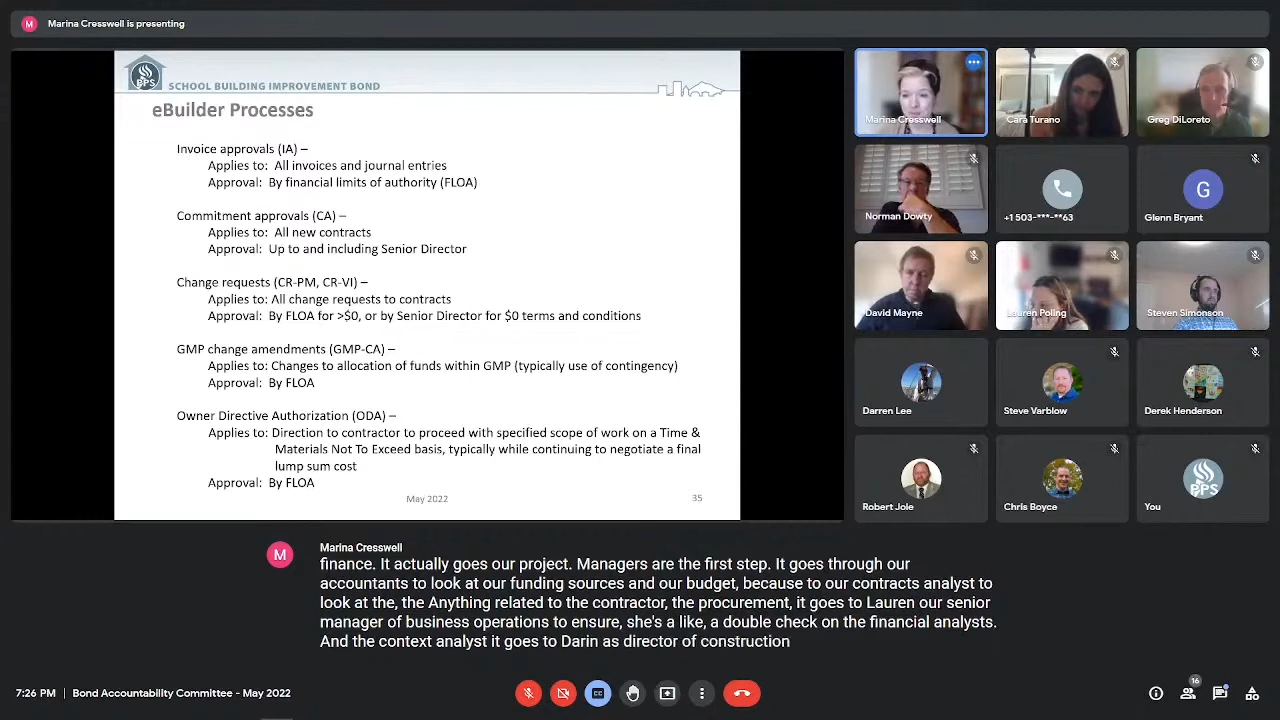 M
Marina Cresswell is presenting
BPS
SCHOOL BUILDING IMPROVEMENT BOND
eBuilder Processes
Invoice approvals (IA) –
Applies to: All invoices and journal entries
Approval: By financial limits of authority (FLOA)
Commitment approvals (CA) –
Applies to: All new contracts
Approval: Up to and including Senior Director
Change requests (CR-PM, CR-VI) –
Applies to: All change requests to contracts
Approval: By FLOA for >$0, or by Senior Director for $0 terms and conditions
GMP change amendments (GMP-CA) –
Applies to: Changes to allocation of funds within GMP (typically use of contingency)
Approval: By FLOA
Owner Directive Authorization (ODA) –
Applies to: Direction to contractor to proceed with specified scope of work on a Time &
Materials Not To Exceed basis, typically while continuing to negotiate a final
lump sum cost
Approval: By FLOA
May 2022
35
Marina Cresswell
Cara Turano
Greg DiLoreto
Norman Dowty
+1 503-***-**63
G
Glenn Bryant
David Mayne
Lauren Poling
Steven Simonson
Darren Lee
Steve Varblow
Derek Henderson
Robert Jole
Chris Boyce
BPS
You
M
Marina Cresswell
finance. It actually goes our project. Managers are the first step. It goes through our
accountants to look at our funding sources and our budget, because to our contracts analyst to
look at the, the Anything related to the contractor, the procurement, it goes to Lauren our senior
manager of business operations to ensure, she's a like, a double check on the financial analysts.
And the context analyst it goes to Darin as director of construction
7:26 PM | Bond Accountability Committee - May 2022
CC
16